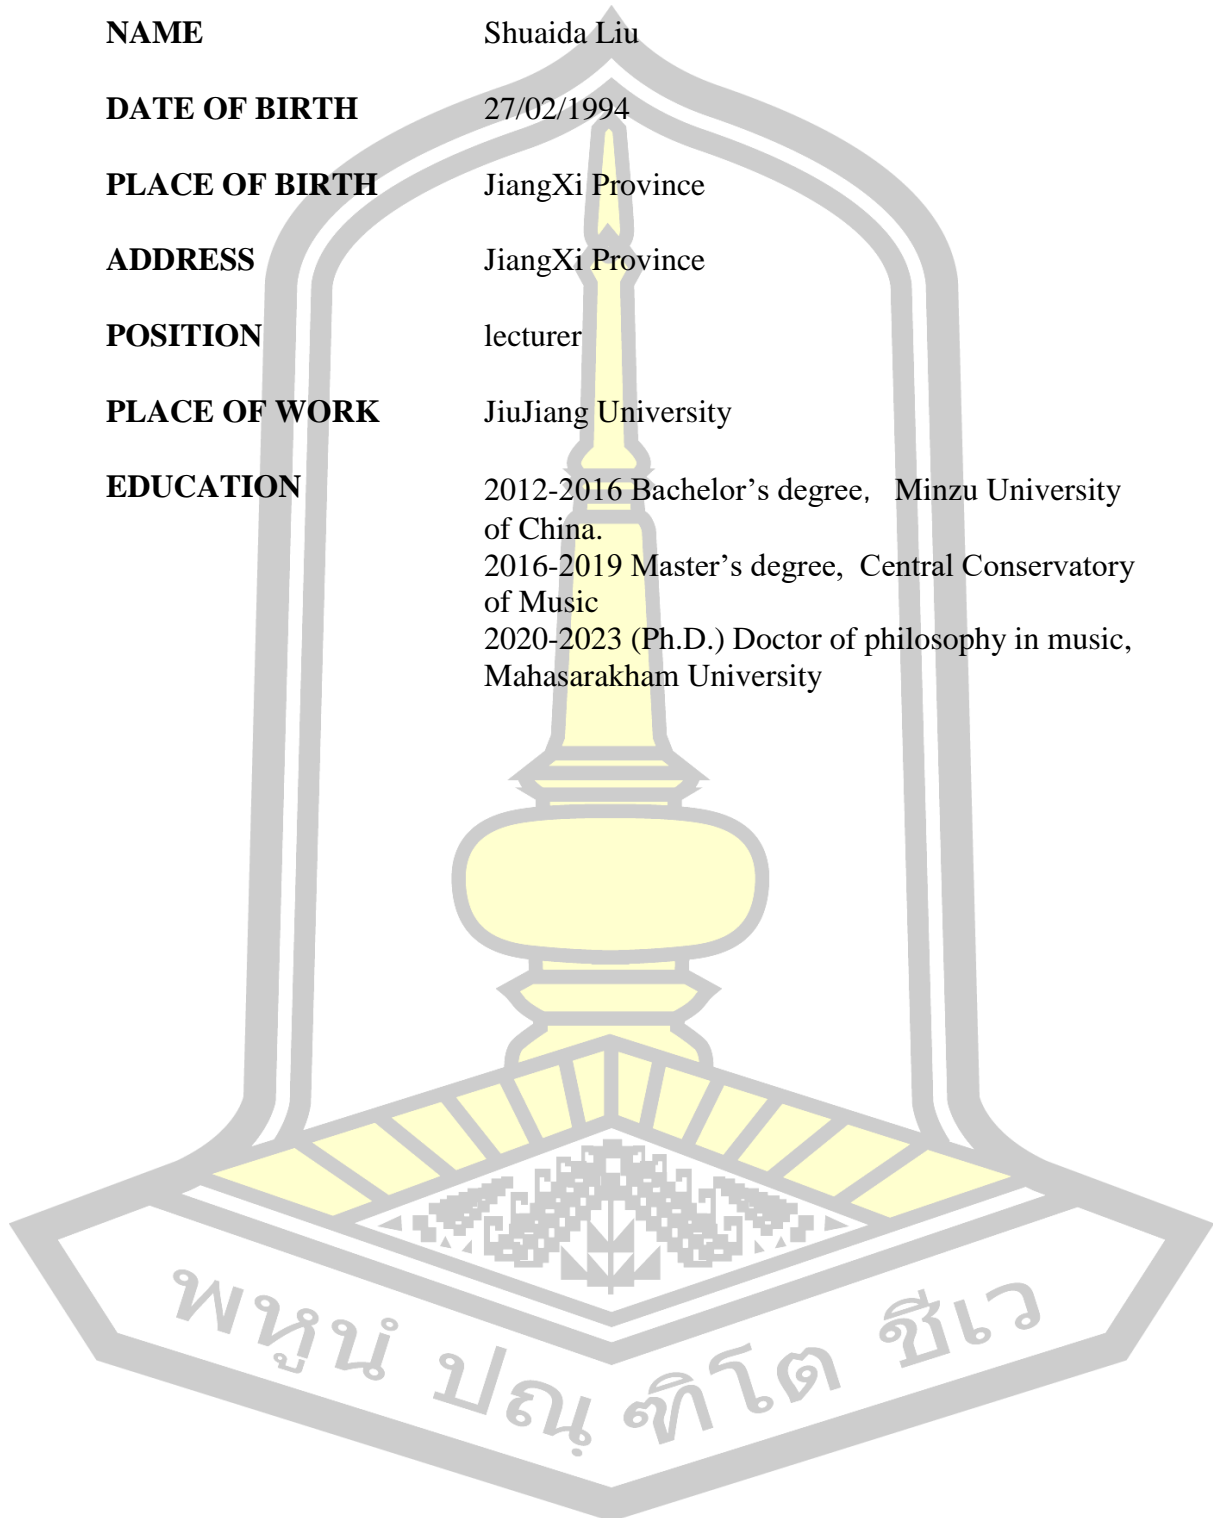 NAME Shuaida Liu
DATE OF BIRTH 27/02/1994
PLACE OF BIRTH JiangXi Province
ADDRESS JiangXi Province
POSITION lecturer
PLACE OF WORK JiuJiang University
EDUCATION 2012-2016 Bachelor’s degree, Minzu University
of China.
2016-2019 Master’s degree, Central Conservatory
of Music
2020-2023 (Ph.D.) Doctor of philosophy in music,
Mahasarakham University
พหูนํ ปณฺฑิโต ชีเว